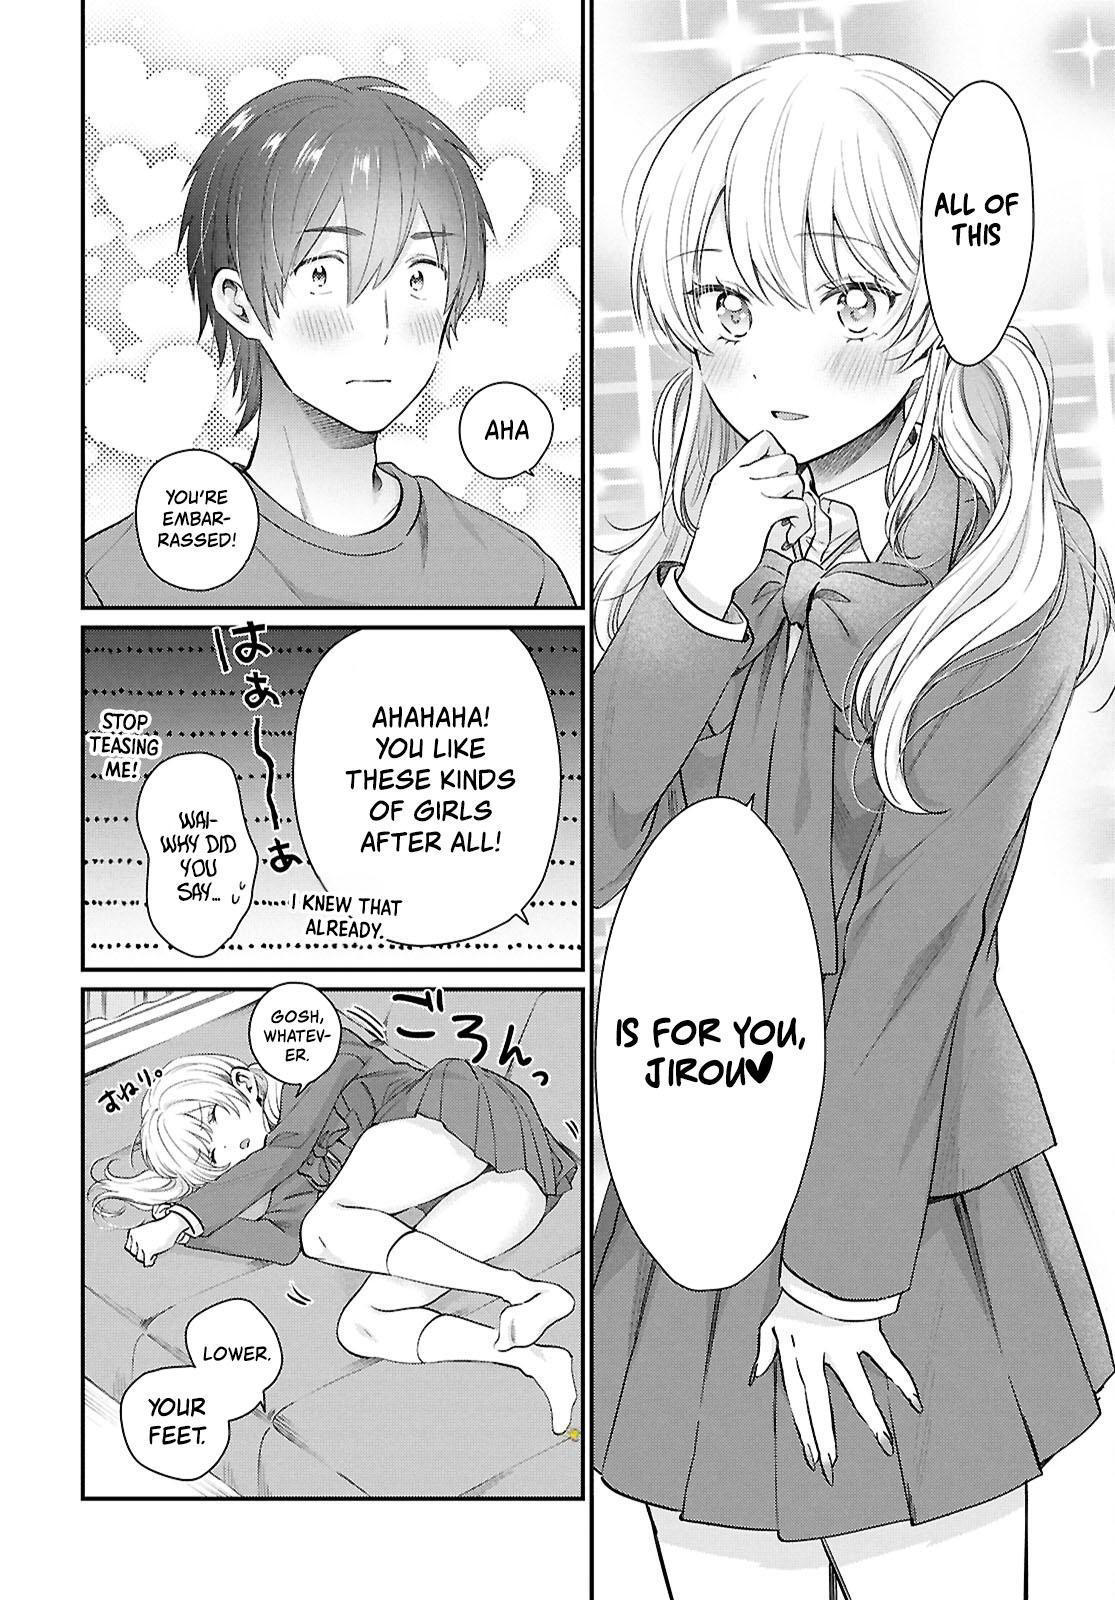 ALL OF
THIS
IS FOR YOU,
JIROU♥
AHA
YOU'RE
EMBAR-
RASSED!
AHAHAHA!
YOU LIKE
THESE KINDS
OF GIRLS
AFTER ALL!
I KNEW THAT
ALREADY.
はぁ〜〜ぁ
STOP
TEASING
ME!
WAI-
WHY DID
YOU
SAY...
ごろんっ
GOSH,
WHATEV-
ER.
すねり。
LOWER.
YOUR
FEET.